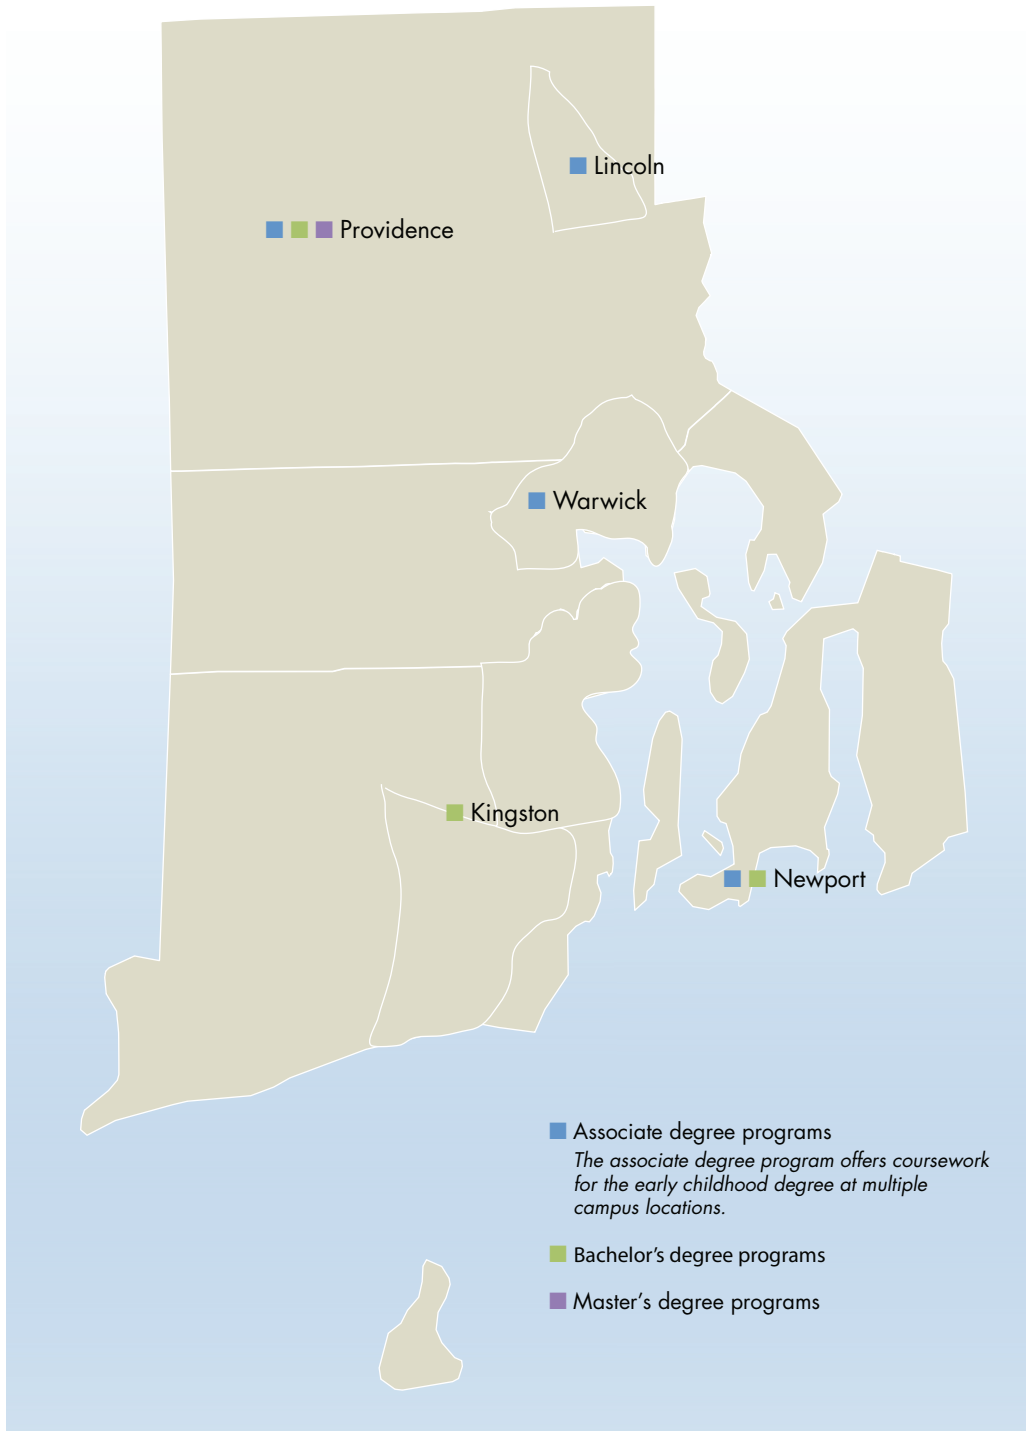 Lincoln
Providence
Warwick
Kingston
Newport
Associate degree programs
The associate degree program offers coursework
for the early childhood degree at multiple
campus locations.
Bachelor's degree programs
Master's degree programs